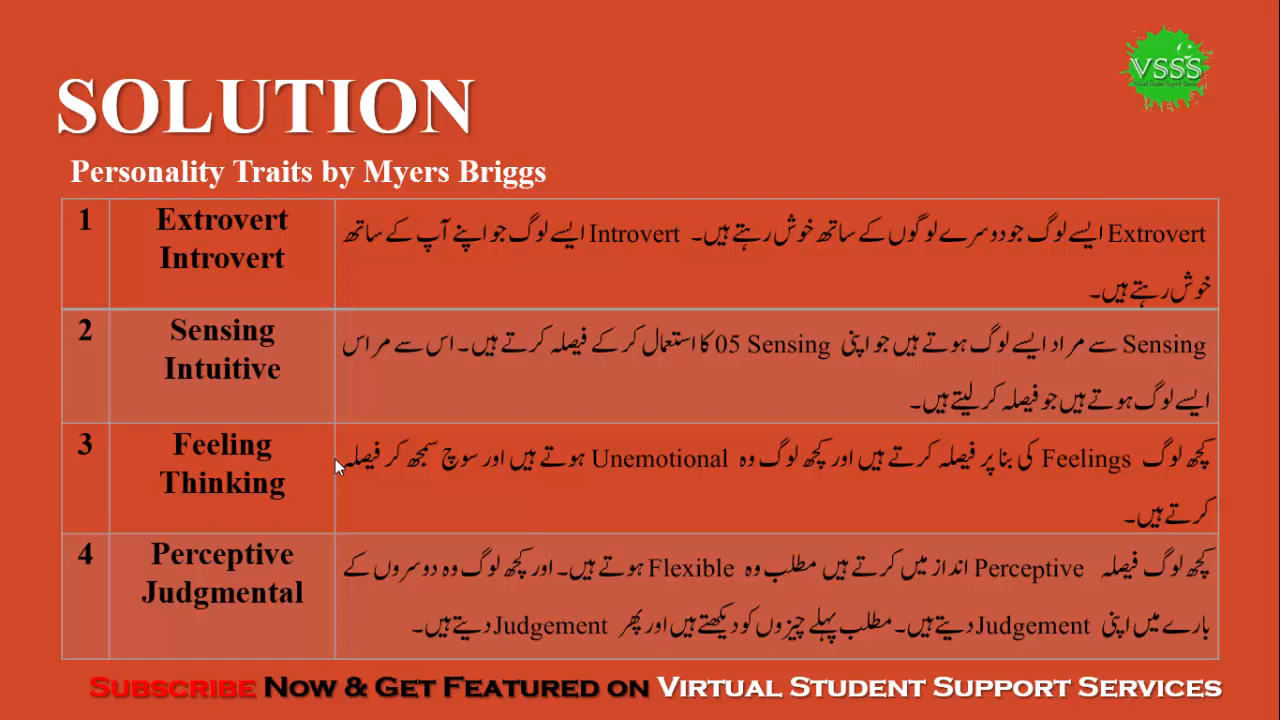 VSSS
SOLUTION
Personality Traits by Myers Briggs
1
Extrovert
Introvert
Extrovert ایسے لوگ جو دوسرے لوگوں کے ساتھ خوش رہتے ہیں۔ Introvert ایسے لوگ جو اپنے آپ کے ساتھ
خوش رہتے ہیں۔
2
Sensing
Intuitive
Sensing سے مراد ایسے لوگ ہوتے ہیں جو اپنی 05 Sensing کا استعمال کر کے فیصلہ کرتے ہیں۔ اس سے مر اس
ایسے لوگ ہوتے ہیں جو فیصلہ کر لیتے ہیں۔
3
Feeling
Thinking
کچھ لوگ Feelings کی بنا پر فیصلہ کرتے ہیں اور کچھ لوگ وہ Unemotional ہوتے ہیں اور سوچ سمجھ کر فیصلہ
کرتے ہیں۔
4
Perceptive
Judgmental
کچھ لوگ فیصلہ Perceptive انداز میں کرتے ہیں مطلب وہ Flexible ہوتے ہیں۔ اور کچھ لوگ وہ دوسروں کے
بارے میں اپنی Judgement دیتے ہیں۔ مطلب پہلے چیزوں کو دیکھتے ہیں اور پھر Judgement دیتے ہیں۔
SUBSCRIBE NOW & GET FEATURED ON VIRTUAL STUDENT SUPPORT SERVICES